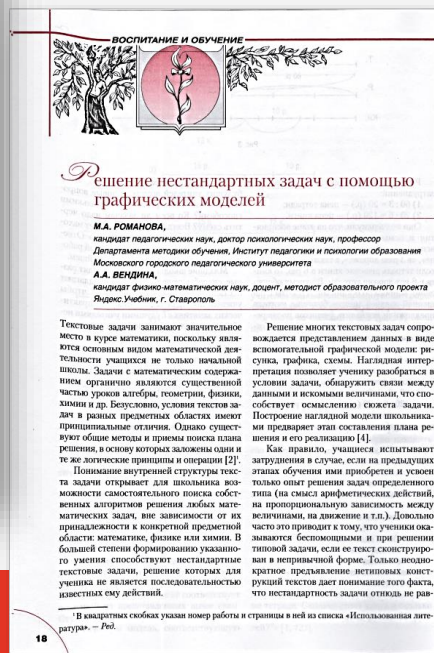 ВОСПИТАНИЕ И ОБУЧЕНИЕ
Решение нестандартных задач с помощью
графических моделей
М.А. РОМАНОВА,
кандидат педагогических наук, доктор психологических наук, профессор
Департамента методики обучения, Институт педагогики и психологии образования
Московского городского педагогического университета
А.А. ВЕНДИНА,
кандидат физико-математических наук, доцент, методист образовательного проекта
Яндекс.Учебник, г. Ставрополь
Текстовые задачи занимают значительное
место в курсе математики, поскольку явля-
ются основным видом математической дея-
тельности учащихся не только начальной
школы. Задачи с математическим содержа-
нием органично являются существенной
частью уроков алгебры, геометрии, физики,
химии и др. Безусловно, условия текстов за-
дач в разных предметных областях имеют
принципиальные отличия. Однако сущест-
вуют общие методы и приемы поиска плана
решения, в основу которых заложены одни и
те же логические принципы и операции [2]¹.
Понимание внутренней структуры текс-
та задачи открывает для школьника воз-
можности самостоятельного поиска собст-
венных алгоритмов решения любых мате-
матических задач, вне зависимости от их
принадлежности к конкретной предметной
области: математике, физике или химии. В
большей степени формированию указанно-
го умения способствуют нестандартные
текстовые задачи, решение которых для
ученика не является последовательностью
известных ему действий.
Решение многих текстовых задач сопро-
вождается представлением данных в виде
вспомогательной графической модели: ри-
сунка, графика, схемы. Наглядная интер-
претация позволяет ученику разобраться в
условии задачи, обнаружить связи между
данными и искомыми величинами, что спо-
собствует осмыслению сюжета задачи.
Построение наглядной модели школьника-
ми предваряет этап составления плана ре-
шения и его реализацию [4].
Как правило, учащиеся испытывают
затруднения в случае, если на предыдущих
этапах обучения ими приобретен и усвоен
только опыт решения задач определенного
типа (на смысл арифметических действий,
на пропорциональную зависимость между
величинами, на движение и т.п.). Довольно
часто это приводит к тому, что ученики ока-
зываются беспомощными и при решении
типовой задачи, если ее текст сконструиро-
ван в непривычной форме. Только неодно-
кратное предъявление нетиповых конст-
рукций текстов дает понимание того факта,
что нестандартность задачи отнюдь не рав-
¹ В квадратных скобках указан номер работы и страницы в ней из списка «Использованная лите-
ратура». – Ред.
18